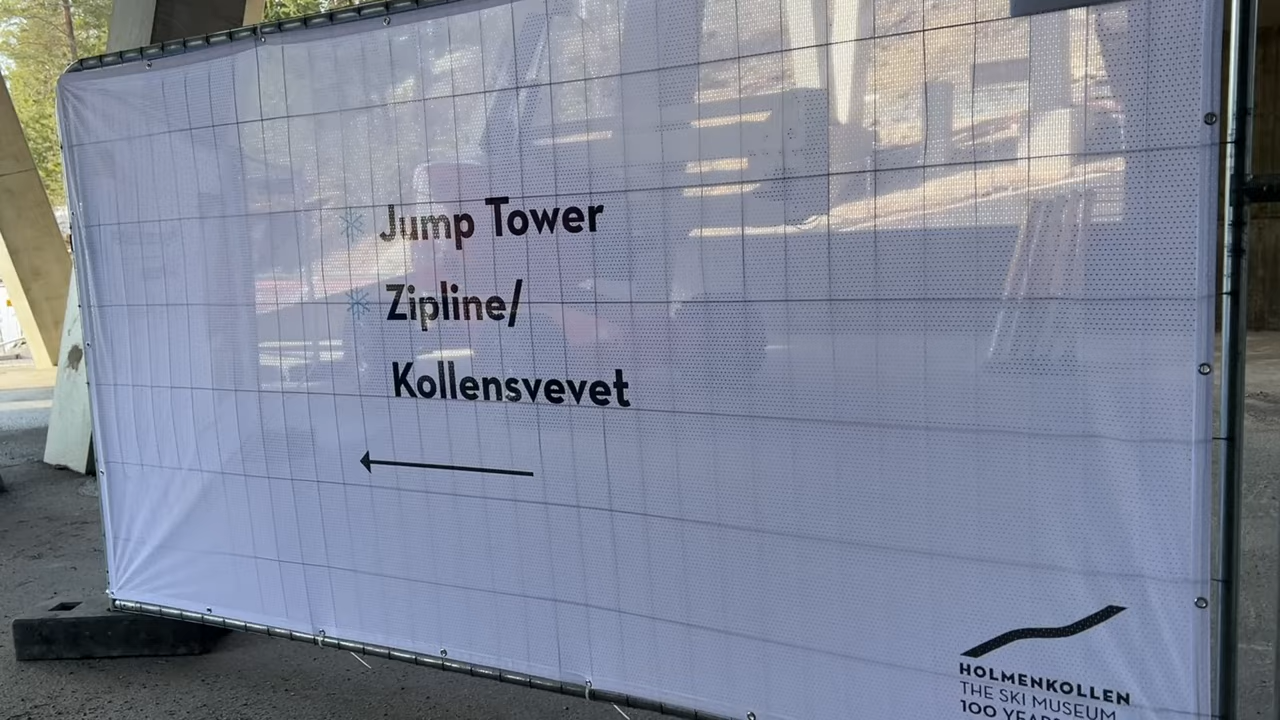 Jump Tower
Zipline/
Kollensvevet
HOLMENKOLLEN
THE SKI MUSEUM
100 YEARS